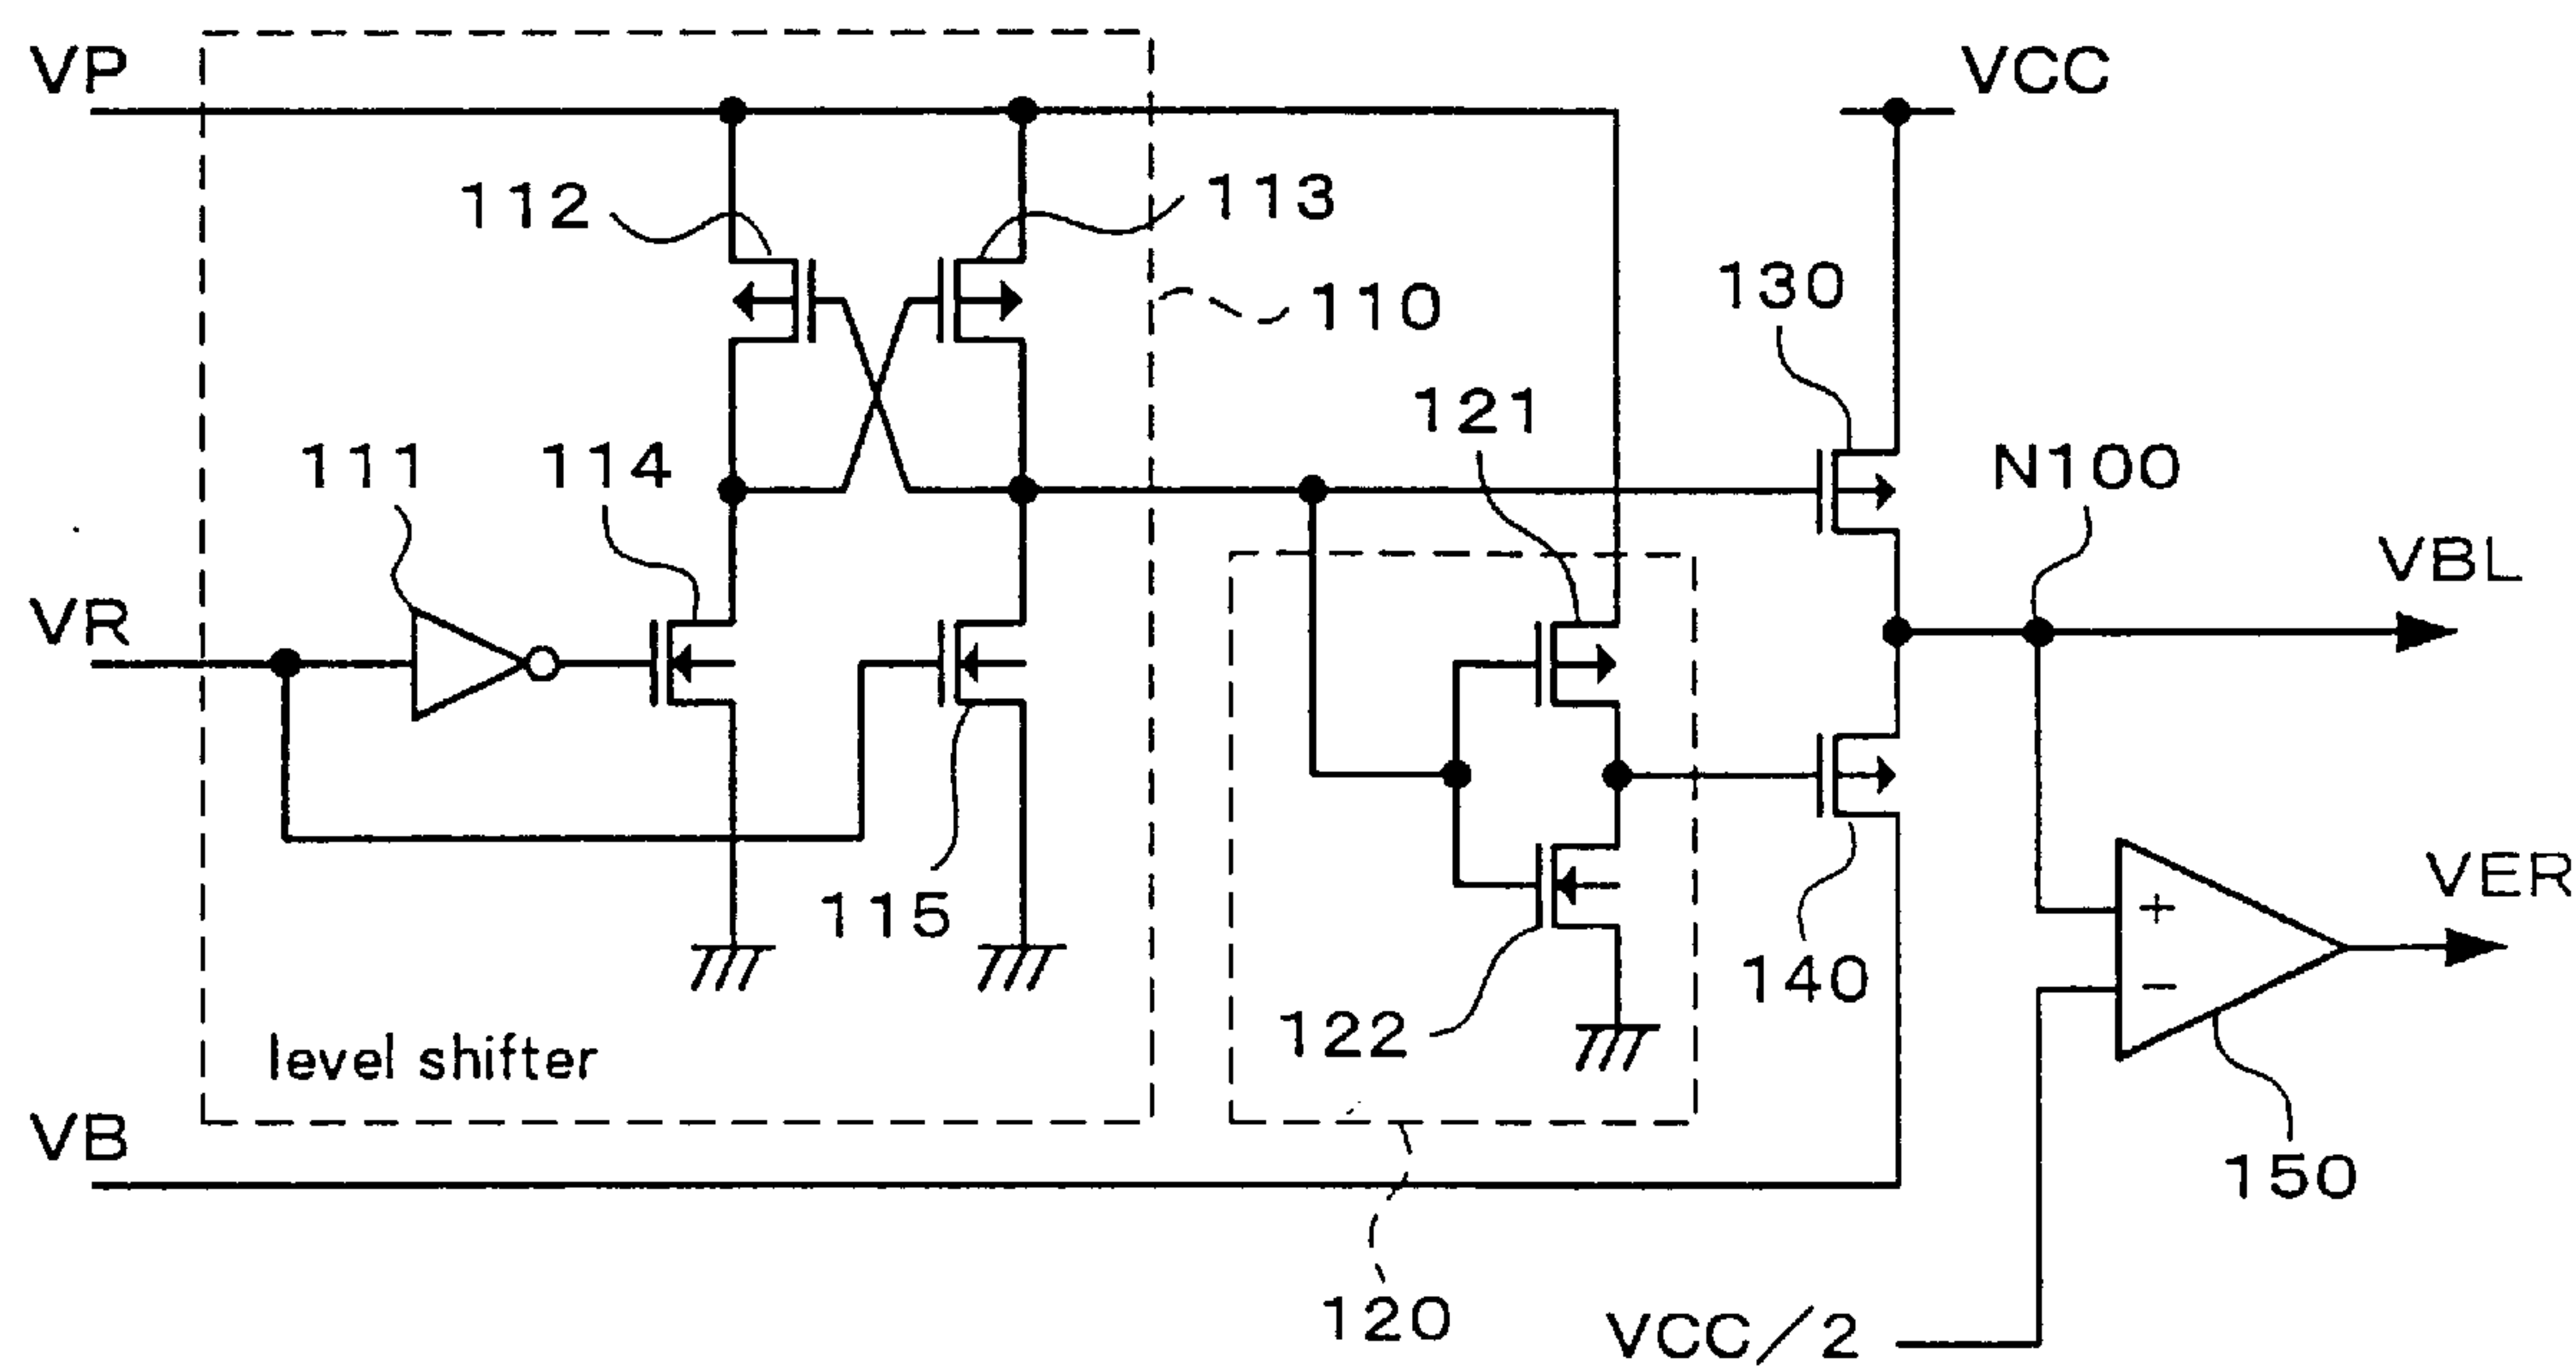 VP
VCC
112
113
130
110
121
N100
111
114
VBL
VR
VER
+
115
140
−
122
level shifter
VB
150
120
VCC/2